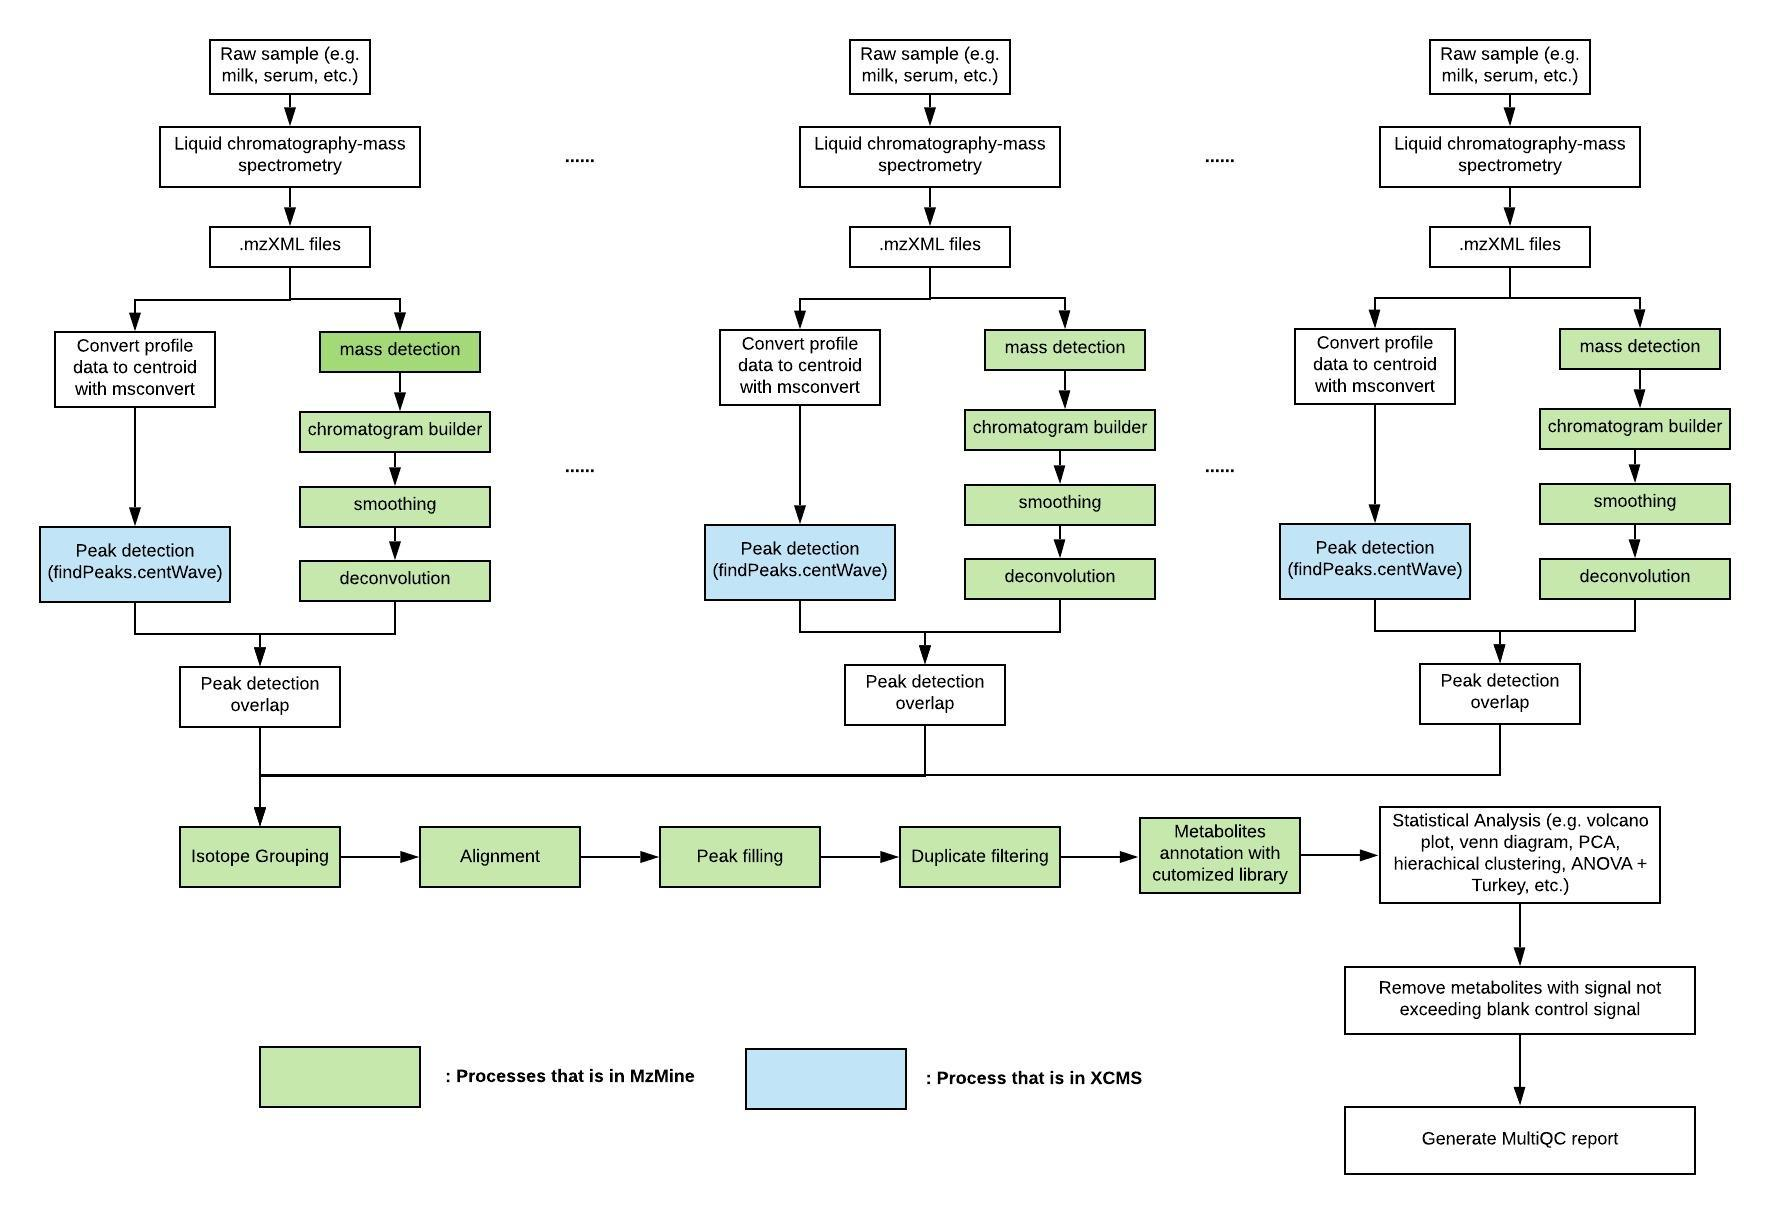 Raw sample (e.g.
milk, serum, etc.)
Raw sample (e.g.
milk, serum, etc.)
Raw sample (e.g.
milk, serum, etc.)
Liquid chromatography-mass
spectrometry
......
Liquid chromatography-mass
spectrometry
......
Liquid chromatography-mass
spectrometry
.mzXML files
.mzXML files
.mzXML files
Convert profile
data to centroid
with msconvert
mass detection
chromatogram builder
smoothing
deconvolution
Peak detection
(findPeaks.centWave)
......
Convert profile
data to centroid
with msconvert
mass detection
chromatogram builder
smoothing
deconvolution
Peak detection
(findPeaks.centWave)
......
Convert profile
data to centroid
with msconvert
mass detection
chromatogram builder
smoothing
deconvolution
Peak detection
(findPeaks.centWave)
Peak detection
overlap
Peak detection
overlap
Peak detection
overlap
Isotope Grouping
Alignment
Peak filling
Duplicate filtering
Metabolites
annotation with
cutomized library
Statistical Analysis (e.g. volcano
plot, venn diagram, PCA,
hierachical clustering, ANOVA +
Turkey, etc.)
Remove metabolites with signal not
exceeding blank control signal
: Processes that is in MzMine
: Process that is in XCMS
Generate MultiQC report